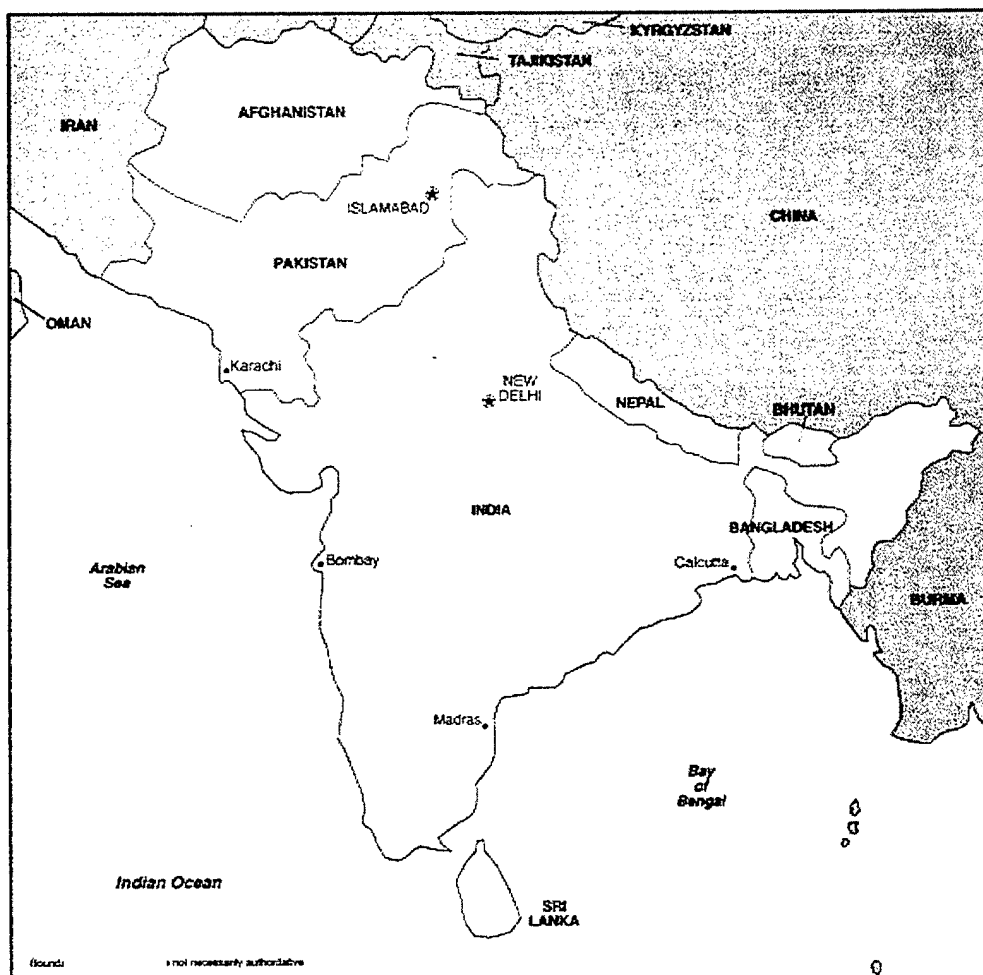 KYRGYZSTAN
TAJIKISTAN
AFGHANISTAN
IRAN
ISLAMABAD
CHINA
PAKISTAN
OMAN
Karachi
NEW
DELHI
NEPAL
BHUTAN
INDIA
BANGLADESH
Arabian
Sea
Bombay
Calcutta
BURMA
Madras
Bay
of
Bengal
Indian Ocean
SRI
LANKA
not necessarily authoritative